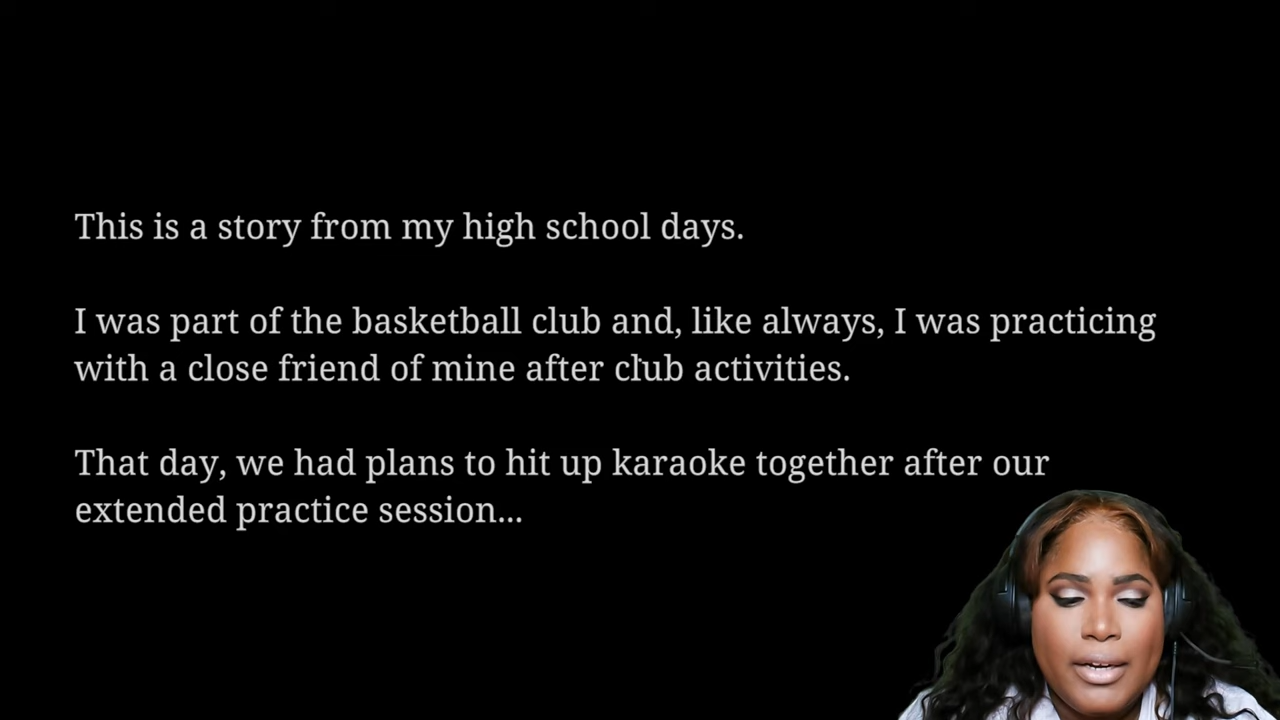 This is a story from my high school days.
I was part of the basketball club and, like always, I was practicing
with a close friend of mine after club activities.
That day, we had plans to hit up karaoke together after our
extended practice session...